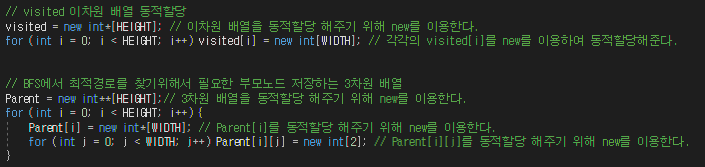 // visited 이차원 배열 동적할당
visited = new int*[HEIGHT]; // 이차원 배열을 동적할당 해주기 위해 new를 이용한다.
for (int i = 0; i < HEIGHT; i++) visited[i] = new int[WIDTH]; // 각각의 visited[i]를 new를 이용하여 동적할당해준다.
// BFS에서 최적경로를 찾기위해서 필요한 부모노드 저장하는 3차원 배열
Parent = new int**[HEIGHT];// 3차원 배열을 동적할당 해주기 위해 new를 이용한다.
for (int i = 0; i < HEIGHT; i++) {
Parent[i] = new int*[WIDTH]; // Parent[i]를 동적할당 해주기 위해 new를 이용한다.
for (int j = 0; j < WIDTH; j++) Parent[i][j] = new int[2]; // Parent[i][j]를 동적할당 해주기 위해 new를 이용한다.
}